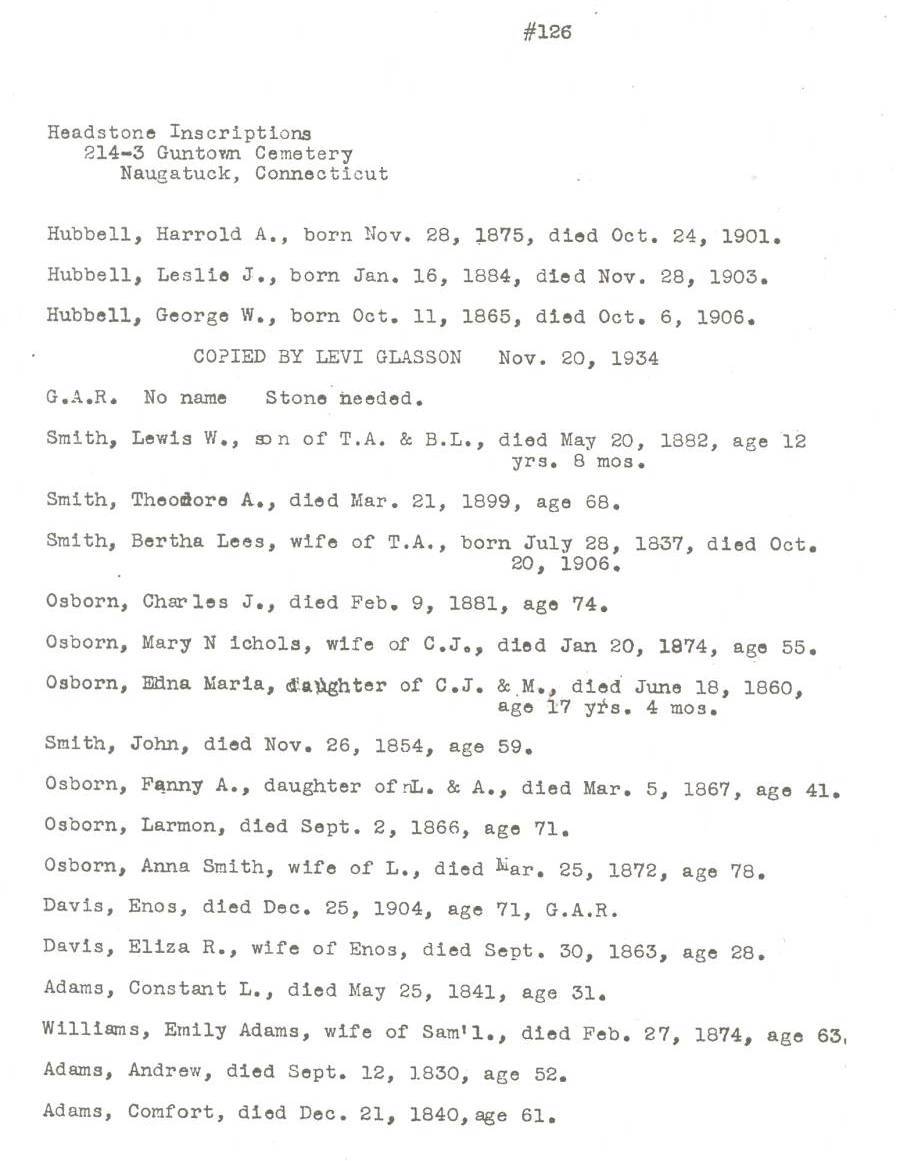 #126
Headstone Inscriptions
214-3 Guntown Cemetery
Naugatuck, Connecticut
Hubbell, Harrold A., born Nov. 28, 1875, died Oct. 24, 1901.
Hubbell, Leslie J., born Jan. 16, 1884, died Nov. 28, 1903.
Hubbell, George W., born Oct. 11, 1865, died Oct. 6, 1906.
COPIED BY LEVI GLASSON Nov. 20, 1934
G.A.R. No name Stone needed.
Smith, Lewis W., son of T.A. & B.L., died May 20, 1882, age 12
yrs. 8 mos.
Smith, Theodore A., died Mar. 21, 1899, age 68.
Smith, Bertha Lees, wife of T.A., born July 28, 1837, died Oct.
20, 1906.
Osborn, Charles J., died Feb. 9, 1881, age 74.
Osborn, Mary N ichols, wife of C.J., died Jan 20, 1874, age 55.
Osborn, Edna Maria, daughter of C.J. & M., died June 18, 1860,
age 17 yrs. 4 mos.
Smith, John, died Nov. 26, 1854, age 59.
Osborn, Fanny A., daughter of L. & A., died Mar. 5, 1867, age 41.
Osborn, Larmon, died Sept. 2, 1866, age 71.
Osborn, Anna Smith, wife of L., died Mar. 25, 1872, age 78.
Davis, Enos, died Dec. 25, 1904, age 71, G.A.R.
Davis, Eliza R., wife of Enos, died Sept. 30, 1863, age 28.
Adams, Constant L., died May 25, 1841, age 31.
Williams, Emily Adams, wife of Sam'l., died Feb. 27, 1874, age 63,
Adams, Andrew, died Sept. 12, 1830, age 52.
Adams, Comfort, died Dec. 21, 1840, age 61.